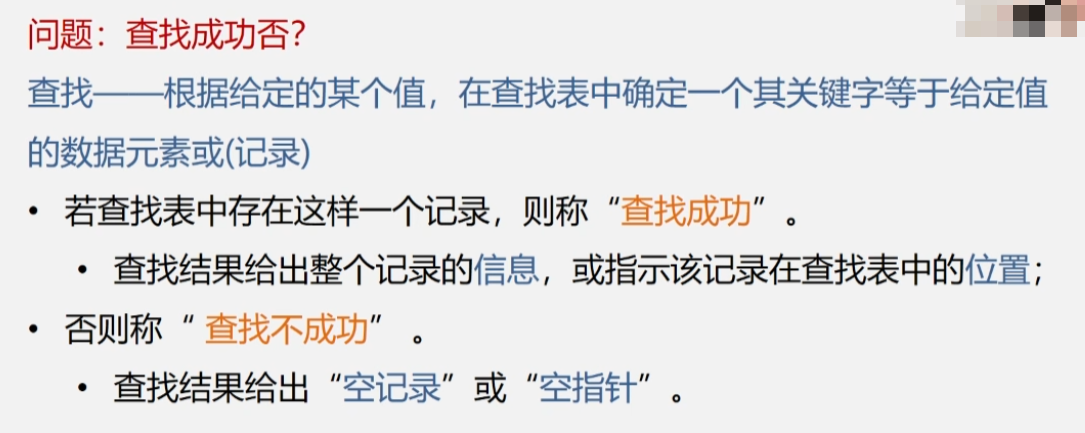 问题：查找成功否?
查找——根据给定的某个值，在查找表中确定一个其关键字等于给定值
的数据元素或(记录)
• 若查找表中存在这样一个记录，则称“查找成功”。
• 查找结果给出整个记录的信息，或指示该记录在查找表中的位置；
• 否则称“ 查找不成功” 。
• 查找结果给出“空记录”或“空指针”。